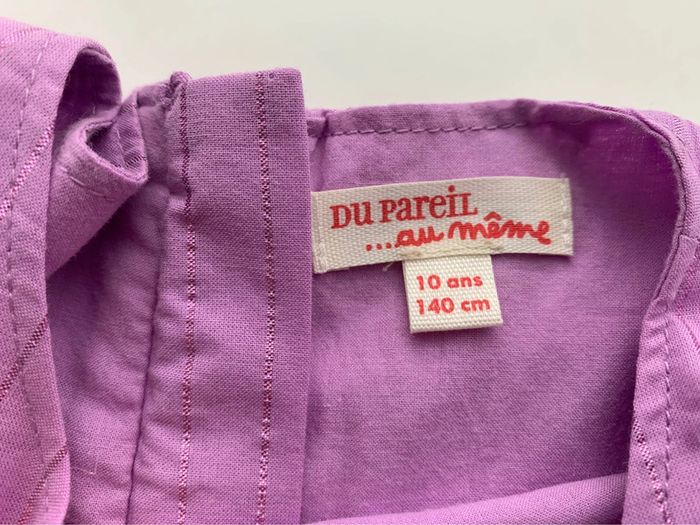 DU PAREIL
....au même
10 ans
140 cm